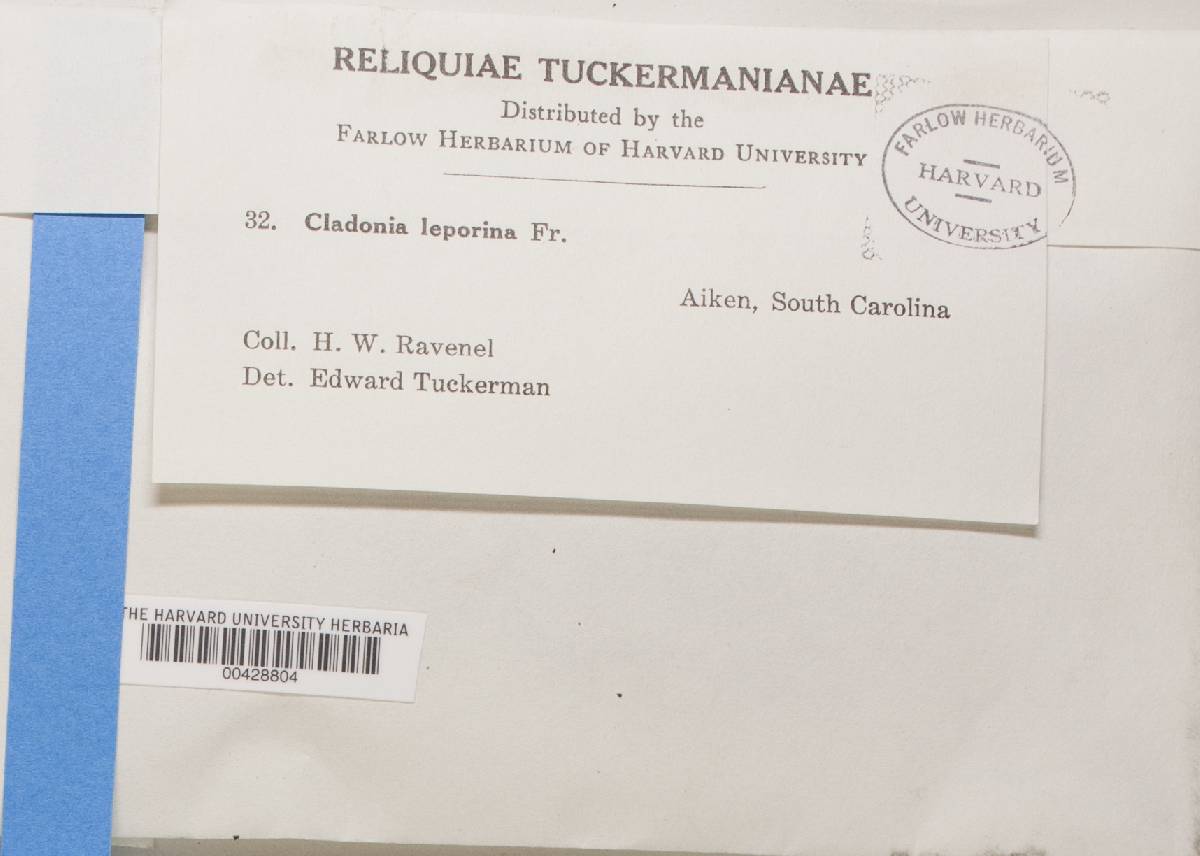 RELIQUIAE TUCKERMANIANAE
Distributed by the
FARLOW HERBARIUM OF HARVARD UNIVERSITY
FARLOW HERBARIUM
HARVARD
UNIVERSITY
32. Cladonia leporina Fr.
Aiken, South Carolina
Coll. H. W. Ravenel
Det. Edward Tuckerman
THE HARVARD UNIVERSITY HERBARIA
00428804